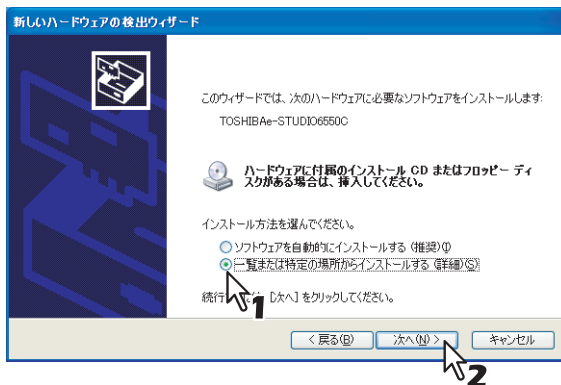 新しいハードウェアの検出ウィザード
このウィザードでは、次のハードウェアに必要なソフトウェアをインストールします:
TOSHIBAe-STUDIO6550C
ハードウェアに付属のインストール CD またはフロッピー ディ
スクがある場合は、挿入してください。
インストール方法を選んでください。
ソフトウェアを自動的にインストールする (推奨)(I)
一覧または特定の場所からインストールする (詳細)(S)
続行 [次へ] をクリックしてください。
1
< 戻る(B)
次へ(N) >
キャンセル
2